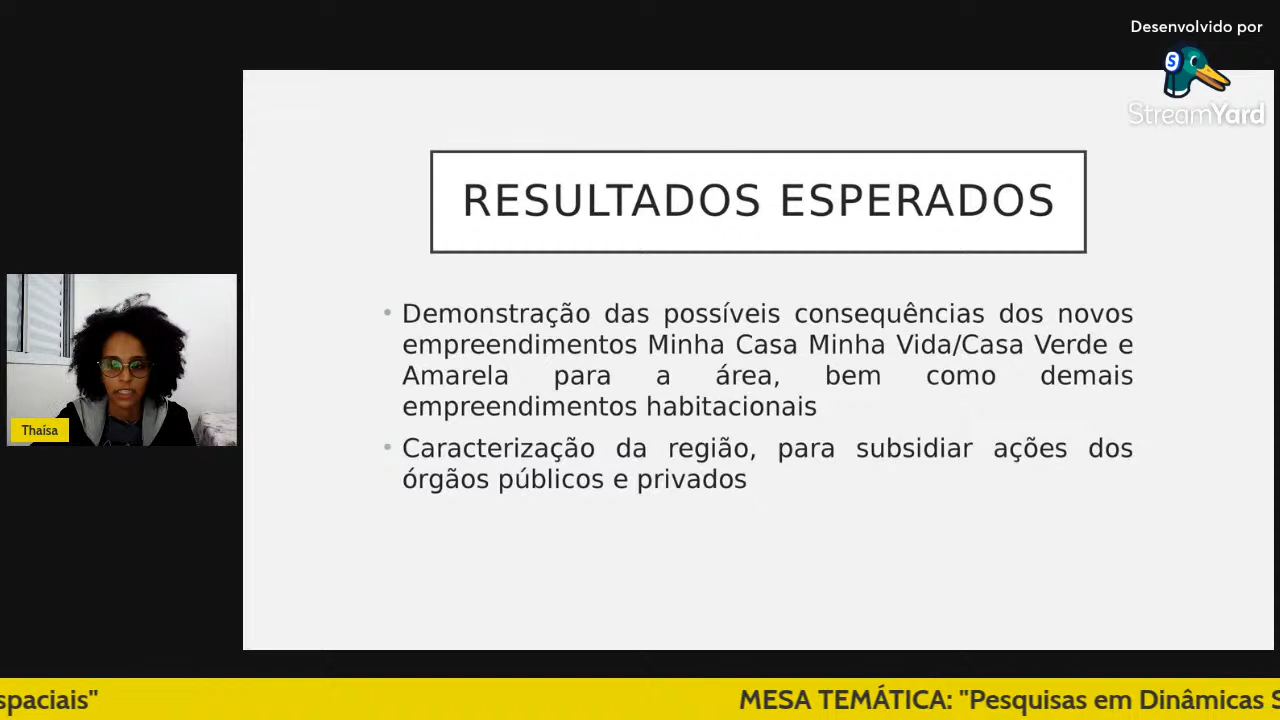 Desenvolvido por
StreamYard
RESULTADOS ESPERADOS
• Demonstração das possíveis consequências dos novos
empreendimentos Minha Casa Minha Vida/Casa Verde e
Amarela para a área, bem como demais
empreendimentos habitacionais
• Caracterização da região, para subsidiar ações dos
órgãos públicos e privados
Thaísa
spaciais" MESA TEMÁTICA: "Pesquisas em Dinâmicas S